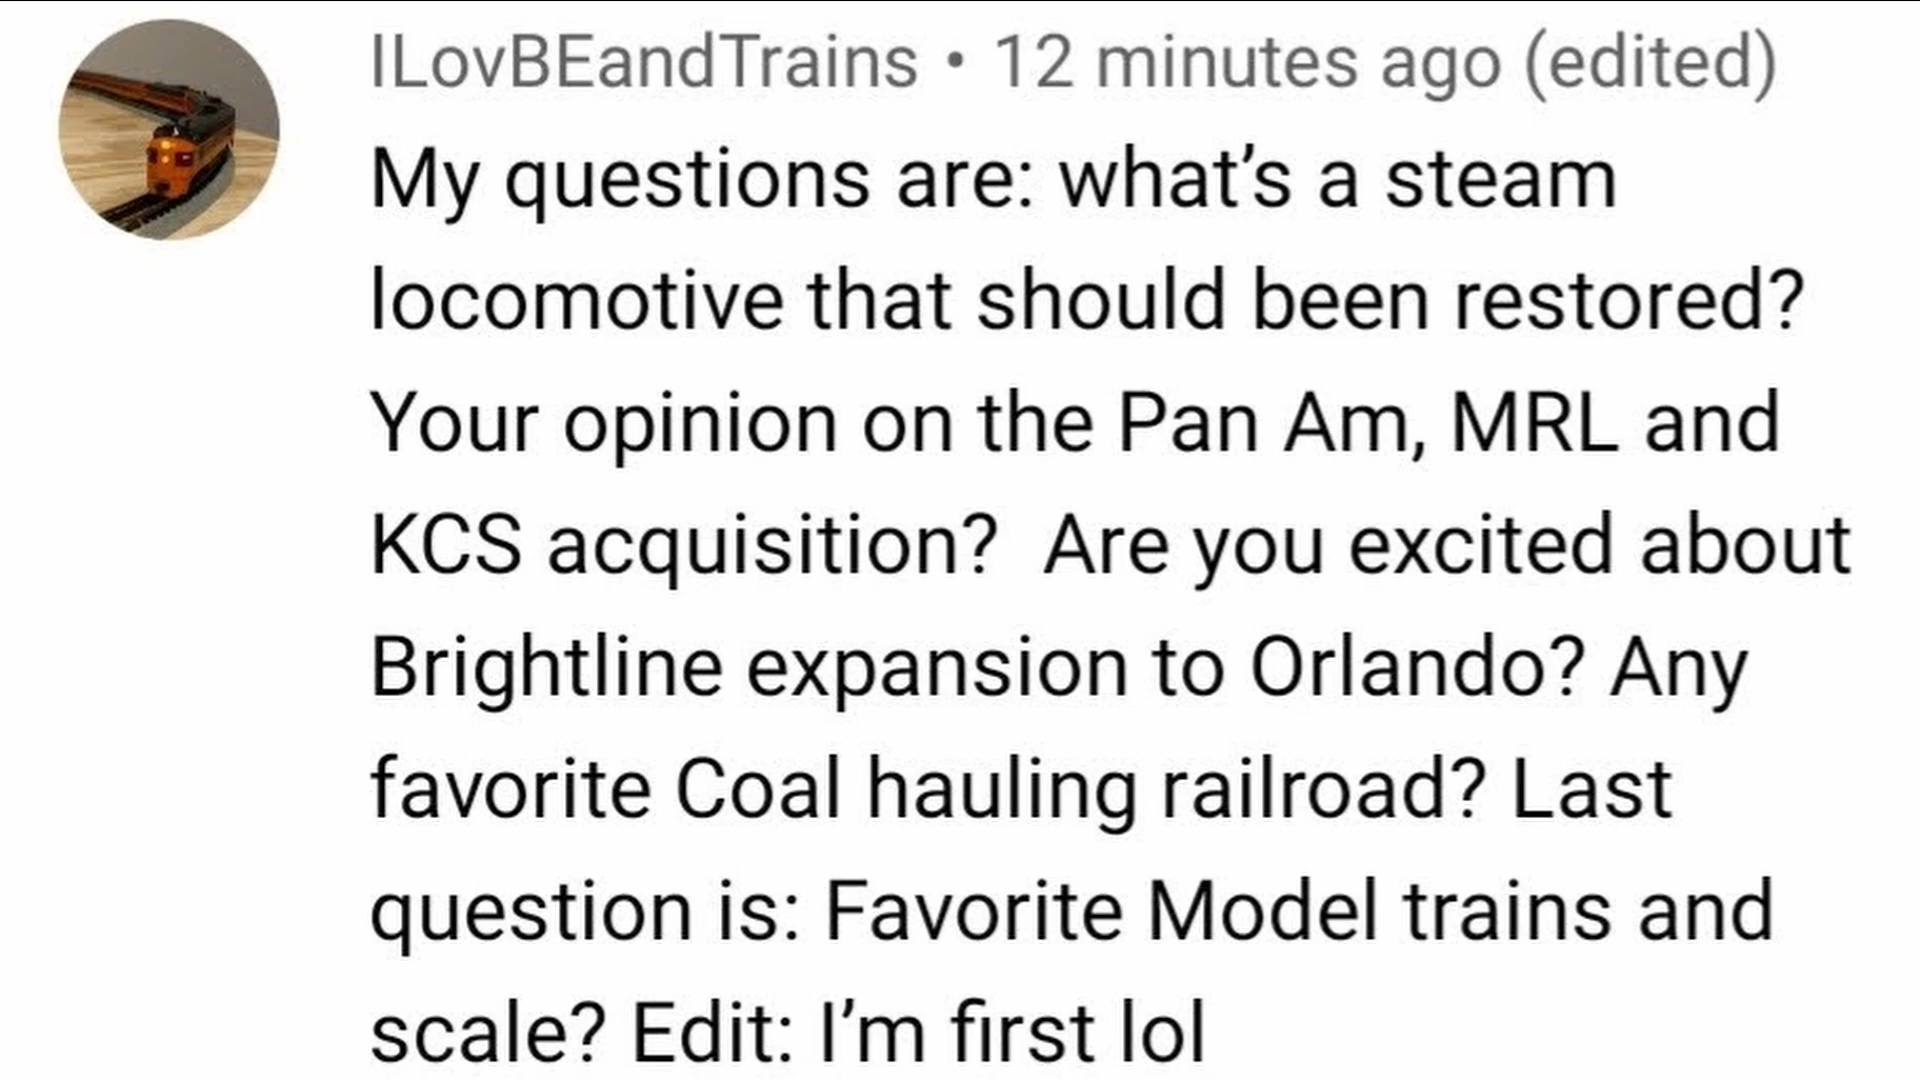 ILovBEandTrains • 12 minutes ago (edited)
My questions are: what’s a steam
locomotive that should been restored?
Your opinion on the Pan Am, MRL and
KCS acquisition?  Are you excited about
Brightline expansion to Orlando? Any
favorite Coal hauling railroad? Last
question is: Favorite Model trains and
scale? Edit: I’m first lol